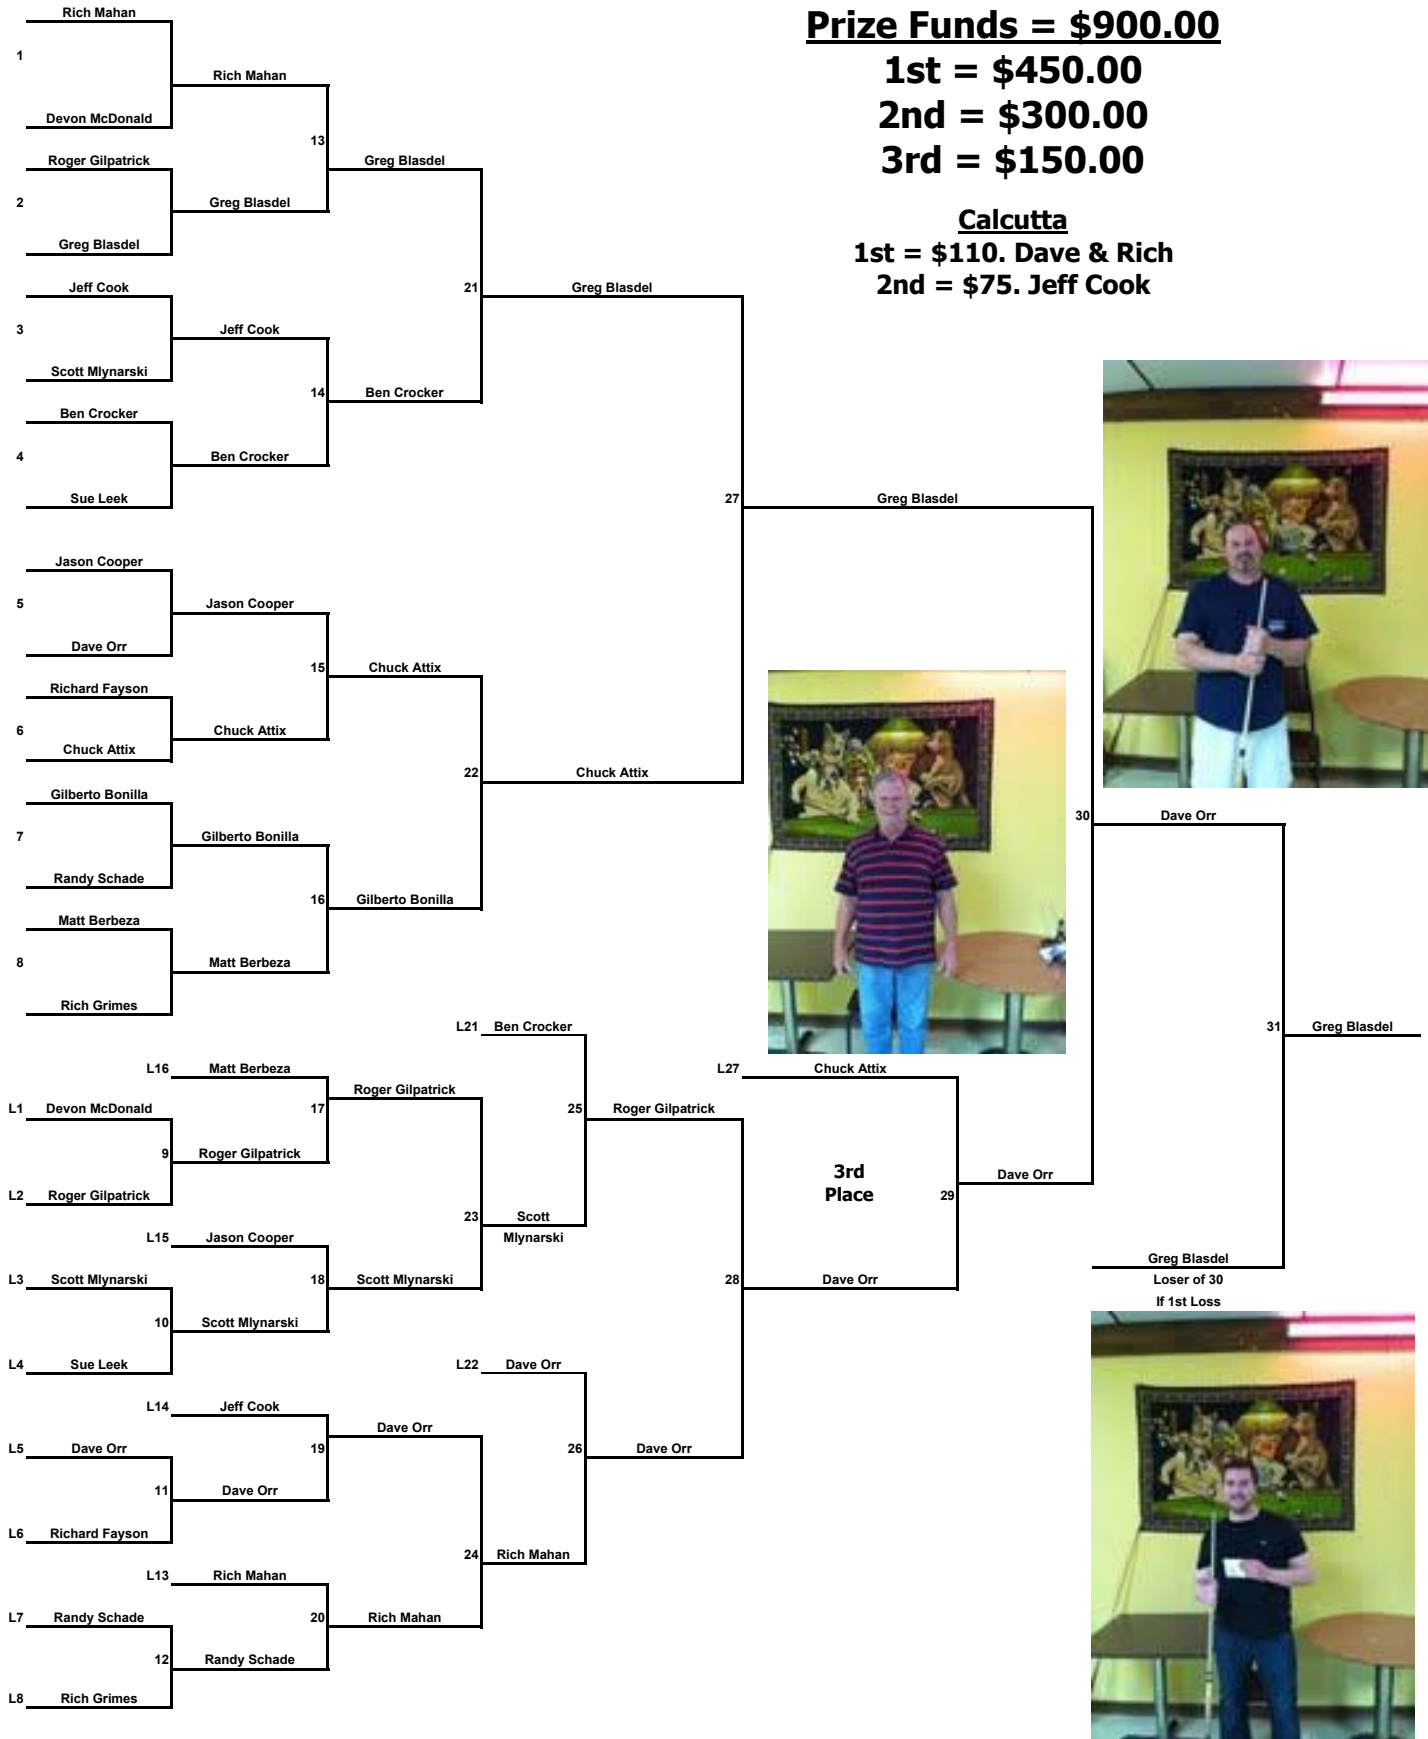 Prize Funds = $900.00
1st = $450.00
2nd = $300.00
3rd = $150.00
Calcutta
1st = $110. Dave & Rich
2nd = $75. Jeff Cook
Rich Mahan
1
Rich Mahan
Devon McDonald
13
Roger Gilpatrick
Greg Blasdel
2
Greg Blasdel
Greg Blasdel
Jeff Cook
21
Greg Blasdel
3
Jeff Cook
Scott Mlynarski
14
Ben Crocker
Ben Crocker
4
Ben Crocker
Sue Leek
27
Greg Blasdel
Jason Cooper
5
Jason Cooper
Dave Orr
15
Chuck Attix
Richard Fayson
6
Chuck Attix
Chuck Attix
22
Chuck Attix
Gilberto Bonilla
30
Dave Orr
7
Gilberto Bonilla
Randy Schade
16
Gilberto Bonilla
Matt Berbeza
8
Matt Berbeza
Rich Grimes
L21
Ben Crocker
31
Greg Blasdel
L16
Matt Berbeza
L27
Chuck Attix
Roger Gilpatrick
L1
Devon McDonald
17
25
Roger Gilpatrick
9
Roger Gilpatrick
3rd
Place
29
Dave Orr
L2
Roger Gilpatrick
23
Scott
Mlynarski
L15
Jason Cooper
Greg Blasdel
Loser of 30
If 1st Loss
L3
Scott Mlynarski
18
Scott Mlynarski
28
Dave Orr
10
Scott Mlynarski
L4
Sue Leek
L22
Dave Orr
L14
Jeff Cook
Dave Orr
L5
Dave Orr
19
26
Dave Orr
11
Dave Orr
L6
Richard Fayson
24
Rich Mahan
L13
Rich Mahan
L7
Randy Schade
20
Rich Mahan
12
Randy Schade
L8
Rich Grimes